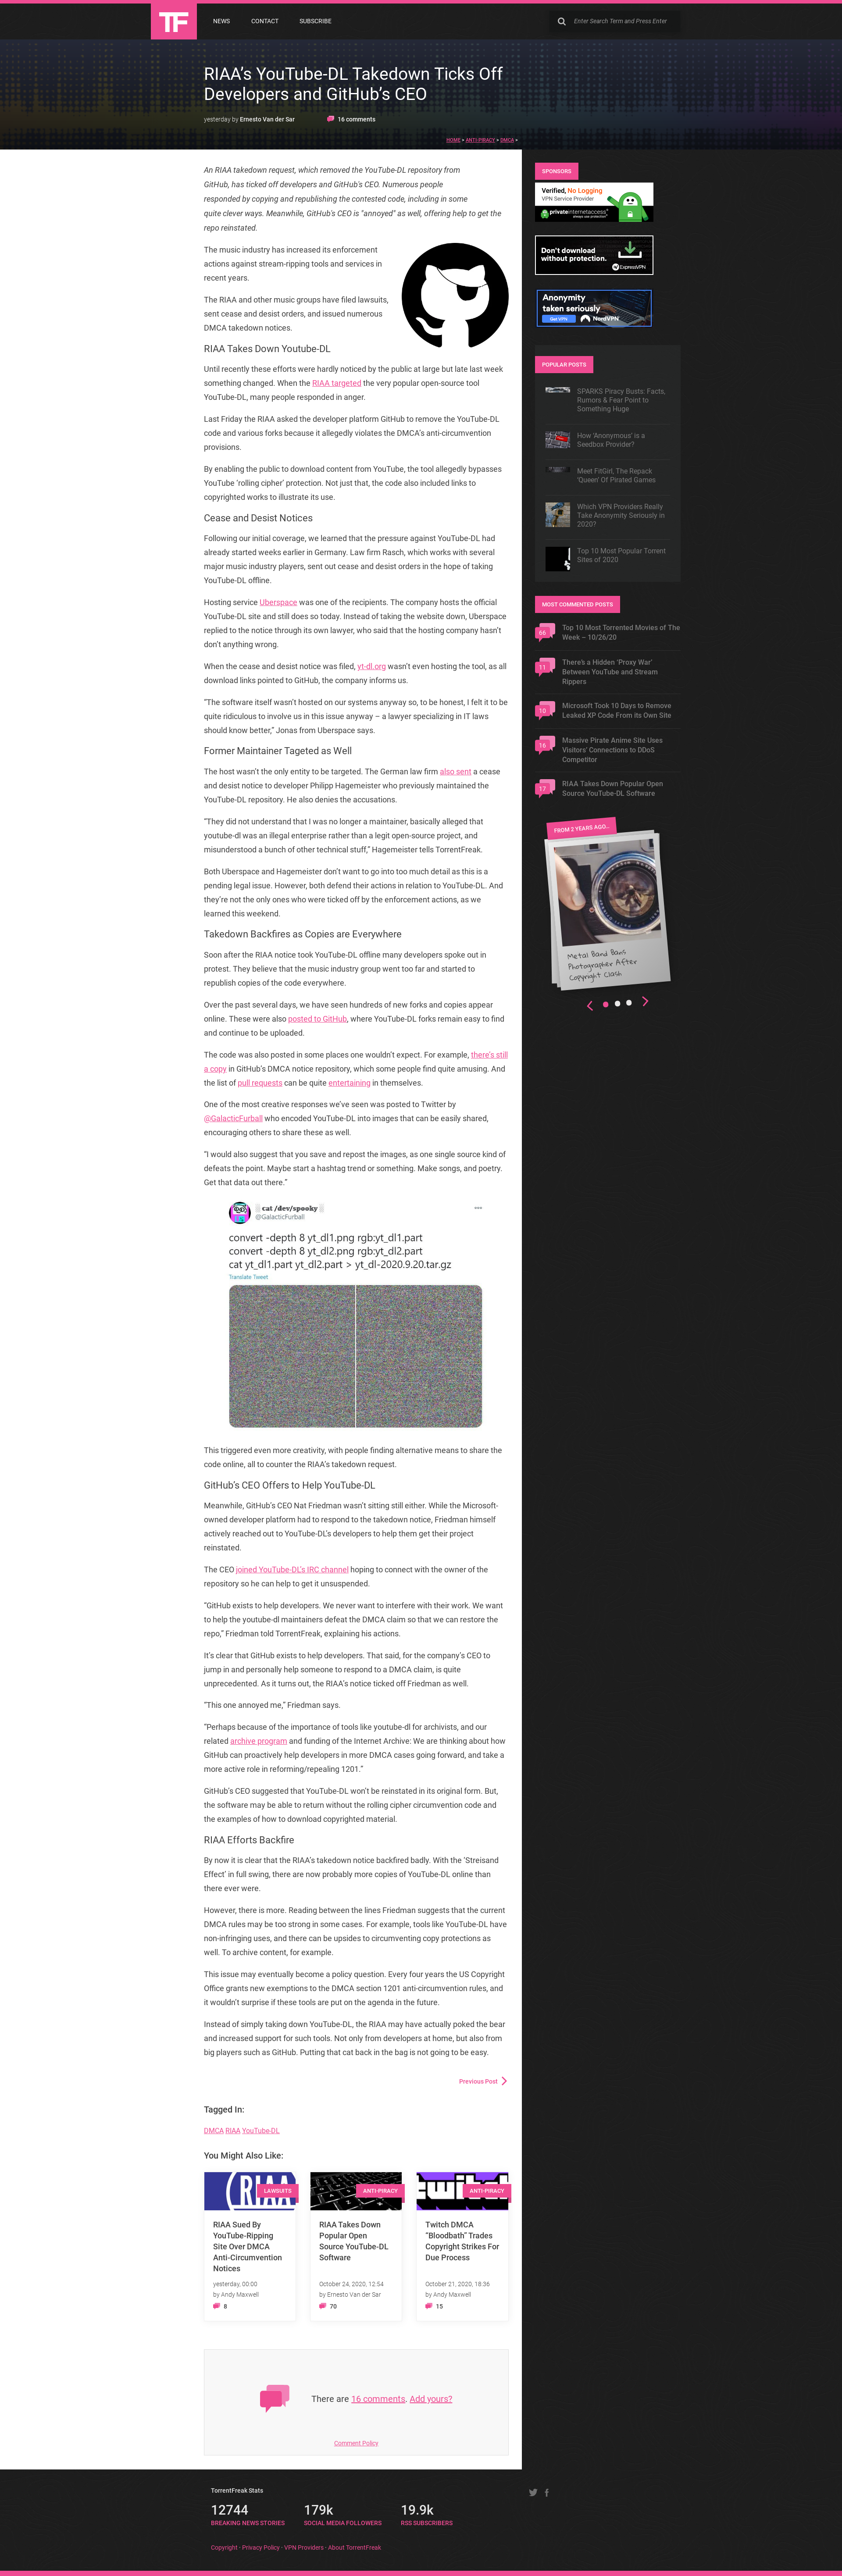 TF
NEWS
CONTACT
SUBSCRIBE
Enter Search Term and Press Enter
RIAA’s YouTube-DL Takedown Ticks Off
Developers and GitHub’s CEO
yesterday by Ernesto Van der Sar
16 comments
HOME > ANTI PIRACY > DMCA >
An RIAA takedown request, which removed the YouTube-DL repository from
GitHub, has ticked off developers and GitHub's CEO. Numerous people
responded by copying and republishing the contested code, including in some
quite clever ways. Meanwhile, GitHub's CEO is "annoyed" as well, offering help to get the
repo reinstated.
The music industry has increased its enforcement
actions against stream-ripping tools and services in
recent years.
The RIAA and other music groups have filed lawsuits,
sent cease and desist orders, and issued numerous
DMCA takedown notices.
RIAA Takes Down Youtube-DL
Until recently these efforts were hardly noticed by the public at large but late last week
something changed. When the RIAA targeted the very popular open-source tool
YouTube-DL, many people responded in anger.
Last Friday the RIAA asked the developer platform GitHub to remove the YouTube-DL
code and various forks because it allegedly violates the DMCA’s anti-circumvention
provisions.
By enabling the public to download content from YouTube, the tool allegedly bypasses
YouTube ‘rolling cipher’ protection. Not just that, the code also included links to
copyrighted works to illustrate its use.
Cease and Desist Notices
Following our initial coverage, we learned that the pressure against YouTube-DL had
already started weeks earlier in Germany. Law firm Rasch, which works with several
major music industry players, sent out cease and desist orders in the hope of taking
YouTube-DL offline.
Hosting service Uberspace was one of the recipients. The company hosts the official
YouTube-DL site and still does so today. Instead of taking the website down, Uberspace
replied to the notice through its own lawyer, who said that the hosting company hasn’t
don’t anything wrong.
When the cease and desist notice was filed, yt-dl.org wasn’t even hosting the tool, as all
download links pointed to GitHub, the company informs us.
“The software itself wasn’t hosted on our systems anyway so, to be honest, I felt it to be
quite ridiculous to involve us in this issue anyway – a lawyer specializing in IT laws
should know better,” Jonas from Uberspace says.
Former Maintainer Tageted as Well
The host wasn’t the only entity to be targeted. The German law firm also sent a cease
and desist notice to developer Philipp Hagemeister who previously maintained the
YouTube-DL repository. He also denies the accusations.
“They did not understand that I was no longer a maintainer, basically alleged that
youtube-dl was an illegal enterprise rather than a legit open-source project, and
misunderstood a bunch of other technical stuff,” Hagemeister tells TorrentFreak.
Both Uberspace and Hagemeister don’t want to go into too much detail as this is a
pending legal issue. However, both defend their actions in relation to YouTube-DL. And
they’re not the only ones who were ticked off by the enforcement actions, as we
learned this weekend.
Takedown Backfires as Copies are Everywhere
Soon after the RIAA notice took YouTube-DL offline many developers spoke out in
protest. They believe that the music industry group went too far and started to
republish copies of the code everywhere.
Over the past several days, we have seen hundreds of new forks and copies appear
online. These were also posted to GitHub, where YouTube-DL forks remain easy to find
and continue to be uploaded.
The code was also posted in some places one wouldn’t expect. For example, there’s still
a copy in GitHub’s DMCA notice repository, which some people find quite amusing. And
the list of pull requests can be quite entertaining in themselves.
One of the most creative responses we’ve seen was posted to Twitter by
@GalacticFurball who encoded YouTube-DL into images that can be easily shared,
encouraging others to share these as well.
“I would also suggest that you save and repost the images, as one single source kind of
defeats the point. Maybe start a hashtag trend or something. Make songs, and poetry.
Get that data out there.”
cat /dev/spooky
@GalacticFurball
convert -depth 8 yt_dl1.png rgb:yt_dl1.part
convert -depth 8 yt_dl2.png rgb:yt_dl2.part
cat yt_dl1.part yt_dl2.part > yt_dl-2020.9.20.tar.gz
Translate Tweet
This triggered even more creativity, with people finding alternative means to share the
code online, all to counter the RIAA’s takedown request.
GitHub’s CEO Offers to Help YouTube-DL
Meanwhile, GitHub’s CEO Nat Friedman wasn’t sitting still either. While the Microsoft-
owned developer platform had to respond to the takedown notice, Friedman himself
actively reached out to YouTube-DL’s developers to help them get their project
reinstated.
The CEO joined YouTube-DL’s IRC channel hoping to connect with the owner of the
repository so he can help to get it unsuspended.
“GitHub exists to help developers. We never want to interfere with their work. We want
to help the youtube-dl maintainers defeat the DMCA claim so that we can restore the
repo,” Friedman told TorrentFreak, explaining his actions.
It’s clear that GitHub exists to help developers. That said, for the company’s CEO to
jump in and personally help someone to respond to a DMCA claim, is quite
unprecedented. As it turns out, the RIAA’s notice ticked off Friedman as well.
“This one annoyed me,” Friedman says.
“Perhaps because of the importance of tools like youtube-dl for archivists, and our
related archive program and funding of the Internet Archive: We are thinking about how
GitHub can proactively help developers in more DMCA cases going forward, and take a
more active role in reforming/repealing 1201.”
GitHub’s CEO suggested that YouTube-DL won’t be reinstated in its original form. But,
the software may be able to return without the rolling cipher circumvention code and
the examples of how to download copyrighted material.
RIAA Efforts Backfire
By now it is clear that the RIAA’s takedown notice backfired badly. With the ‘Streisand
Effect’ in full swing, there are now probably more copies of YouTube-DL online than
there ever were.
However, there is more. Reading between the lines Friedman suggests that the current
DMCA rules may be too strong in some cases. For example, tools like YouTube-DL have
non-infringing uses, and there can be upsides to circumventing copy protections as
well. To archive content, for example.
This issue may eventually become a policy question. Every four years the US Copyright
Office grants new exemptions to the DMCA section 1201 anti-circumvention rules, and
it wouldn’t surprise if these tools are put on the agenda in the future.
Instead of simply taking down YouTube-DL, the RIAA may have actually poked the bear
and increased support for such tools. Not only from developers at home, but also from
big players such as GitHub. Putting that cat back in the bag is not going to be easy.
Previous Post
Tagged In:
DMCA RIAA YouTube-DL
You Might Also Like:
RIAA
LAWSUITS
RIAA Sued By
YouTube-Ripping
Site Over DMCA
Anti-Circumvention
Notices
yesterday, 00:00
by Andy Maxwell
8
ANTI-PIRACY
RIAA Takes Down
Popular Open
Source YouTube-DL
Software
October 24, 2020, 12:54
by Ernesto Van der Sar
70
twitch
ANTI-PIRACY
Twitch DMCA
“Bloodbath” Trades
Copyright Strikes For
Due Process
October 21, 2020, 18:36
by Andy Maxwell
15
There are 16 comments. Add yours?
Comment Policy
SPONSORS
Verified, No Logging
VPN Service Provider
privateinternetaccess
always use protection
Don't download
without protection.
ExpressVPN
Anonymity
taken seriously
Get VPN
NordVPN
POPULAR POSTS
SPARKS Piracy Busts: Facts,
Rumors & Fear Point to
Something Huge
How ‘Anonymous’ is a
Seedbox Provider?
Meet FitGirl, The Repack
‘Queen’ Of Pirated Games
Which VPN Providers Really
Take Anonymity Seriously in
2020?
Top 10 Most Popular Torrent
Sites of 2020
MOST COMMENTED POSTS
66
Top 10 Most Torrented Movies of The
Week – 10/26/20
11
There’s a Hidden ‘Proxy War’
Between YouTube and Stream
Rippers
10
Microsoft Took 10 Days to Remove
Leaked XP Code From its Own Site
16
Massive Pirate Anime Site Uses
Visitors’ Connections to DDoS
Competitor
17
RIAA Takes Down Popular Open
Source YouTube-DL Software
FROM 2 YEARS AGO...
Metal Band Bans
Photographer After
Copyright Clash
TorrentFreak Stats
12744
BREAKING NEWS STORIES
179k
SOCIAL MEDIA FOLLOWERS
19.9k
RSS SUBSCRIBERS
Copyright - Privacy Policy - VPN Providers - About TorrentFreak